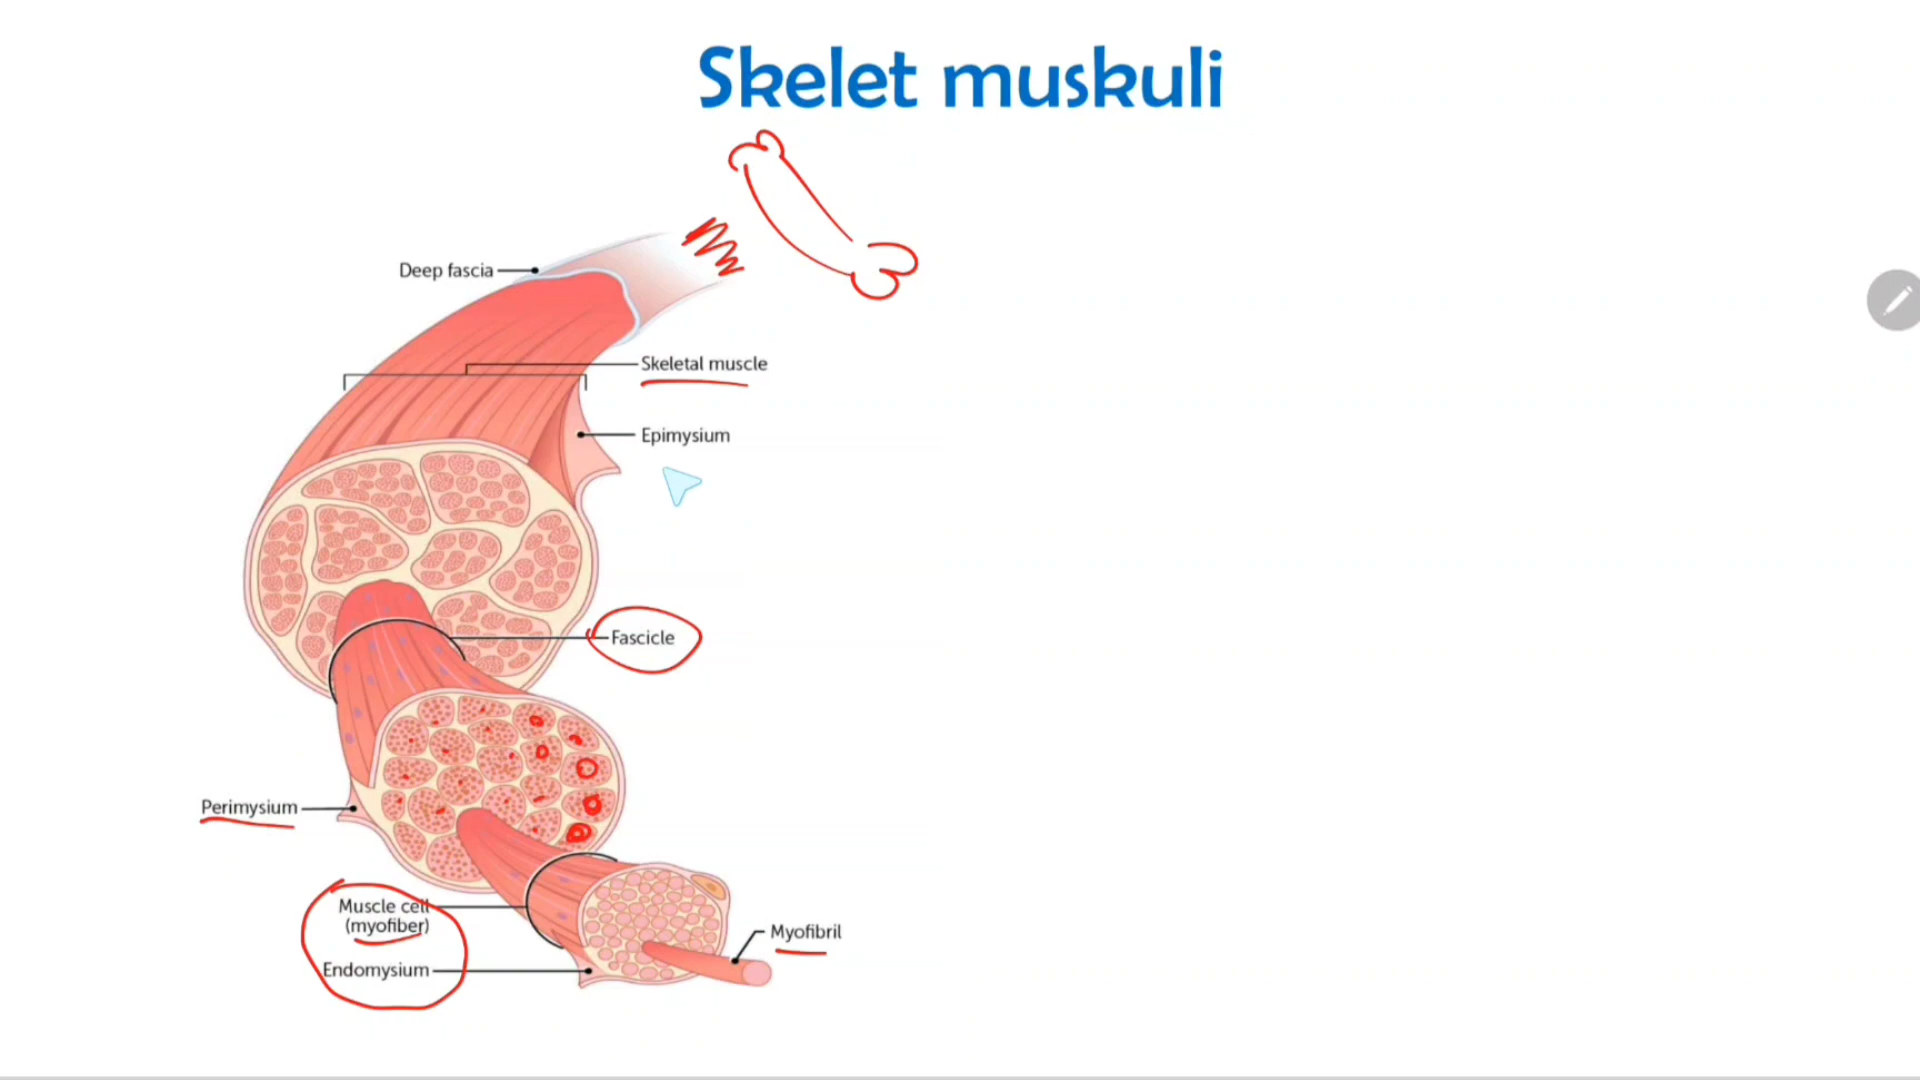 Skelet muskuli
Deep fascia
Skeletal muscle
Epimysium
Fascicle
Perimysium
Muscle cell
(myofiber)
Myofibril
Endomysium